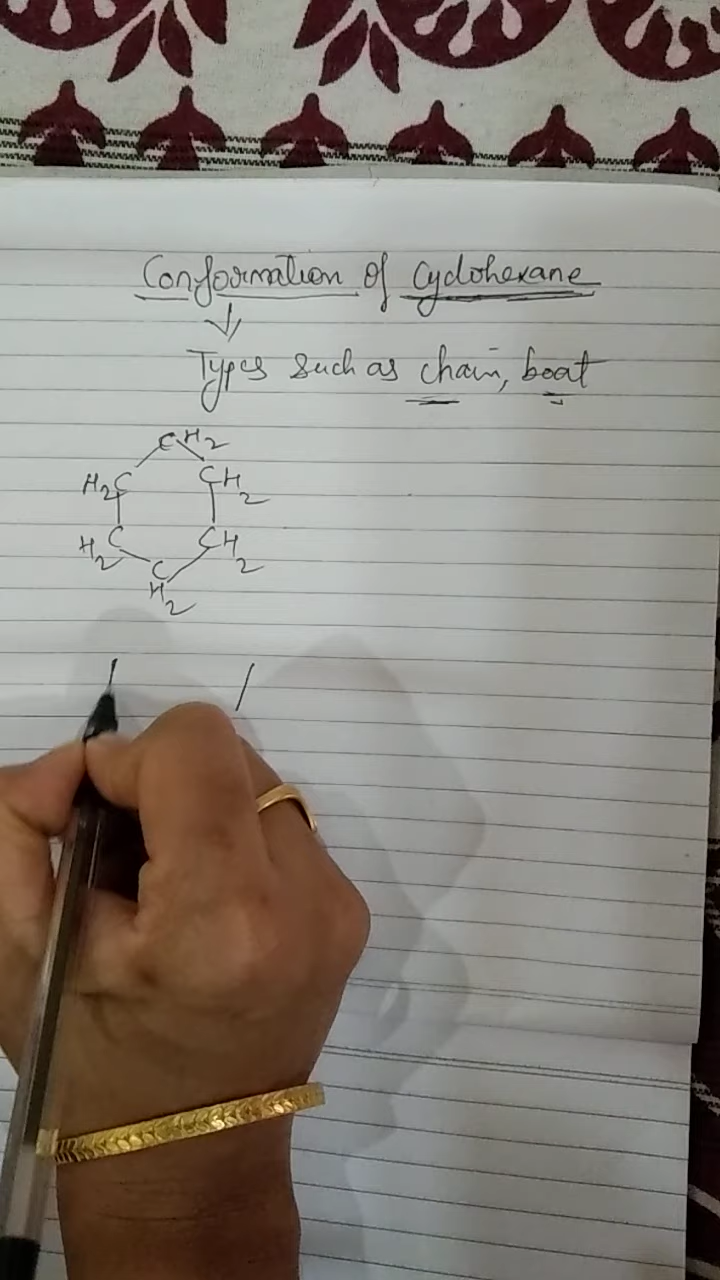 Conformation of Cyclohexane
Types such as chain, boat
CH2
H2C CH2
H2C CH2
C
H2